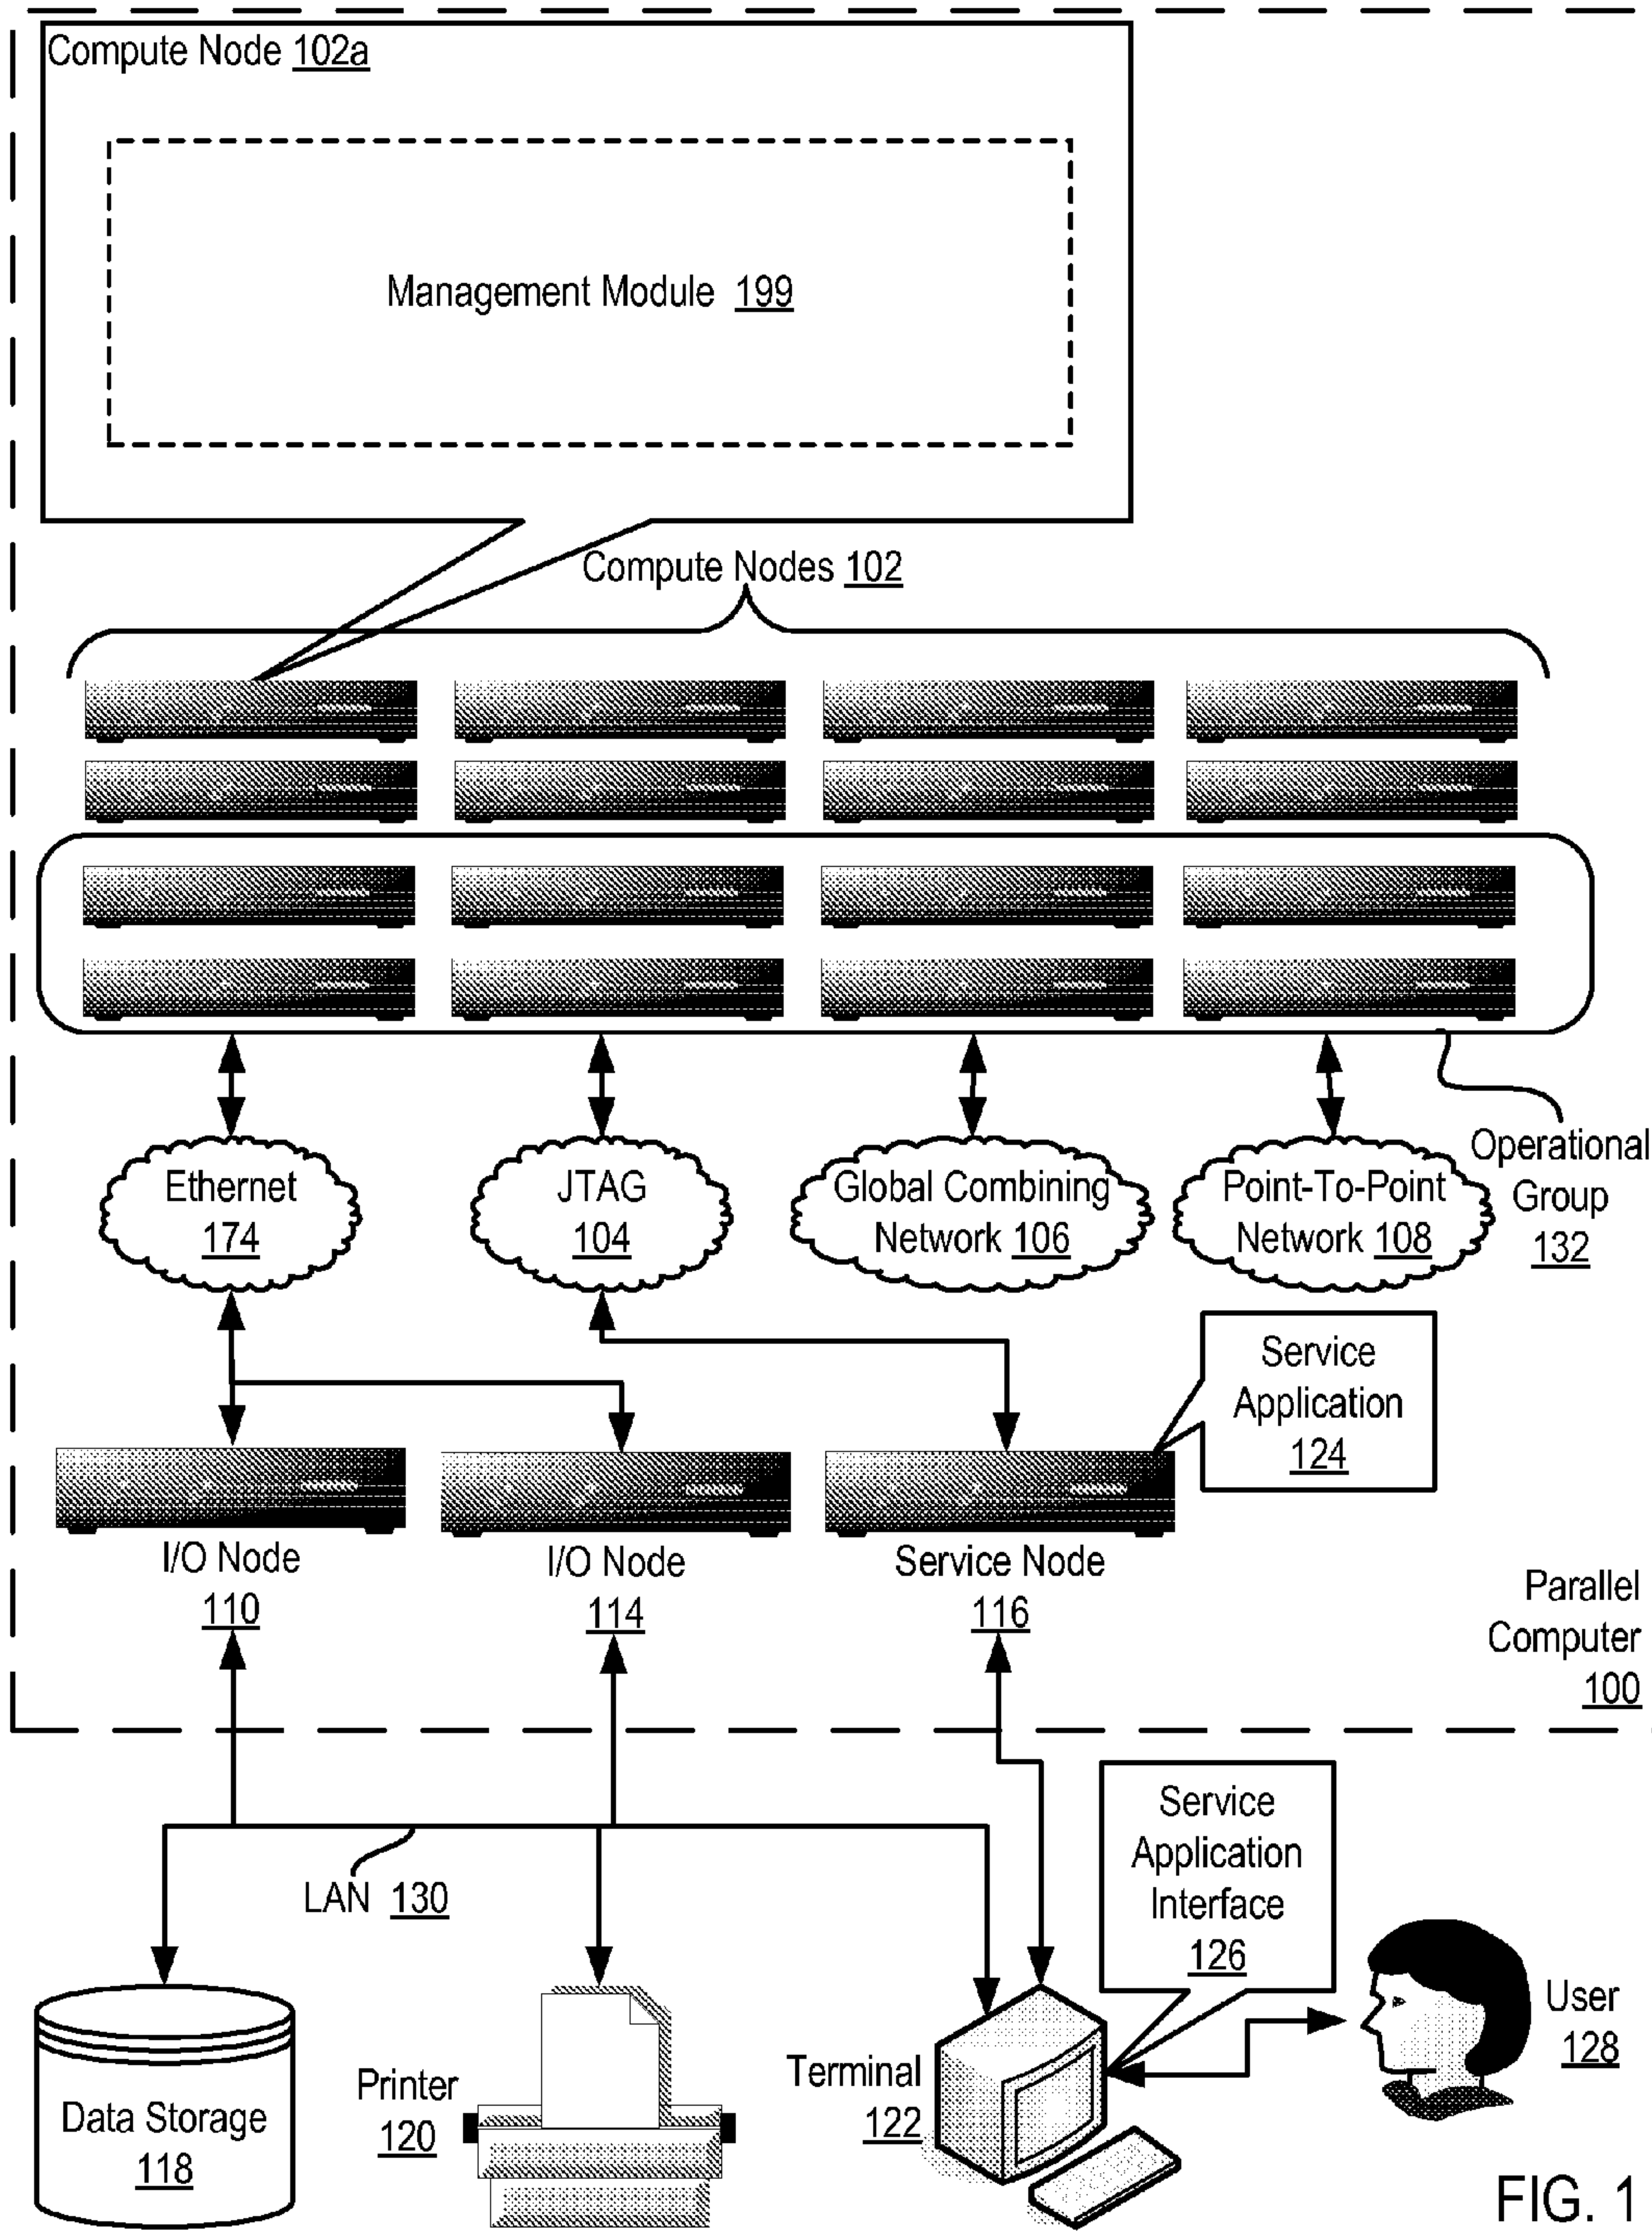 Compute Node 102a
Management Module 199
Compute Nodes 102
Ethernet
174
JTAG
104
Global Combining
Network 106
Point-To-Point
Network 108
Operational
Group
132
Service
Application
124
I/O Node
110
I/O Node
114
Service Node
116
Parallel
Computer
100
LAN 130
Service
Application
Interface
126
Data Storage
118
Printer
120
Terminal
122
User
128
FIG. 1